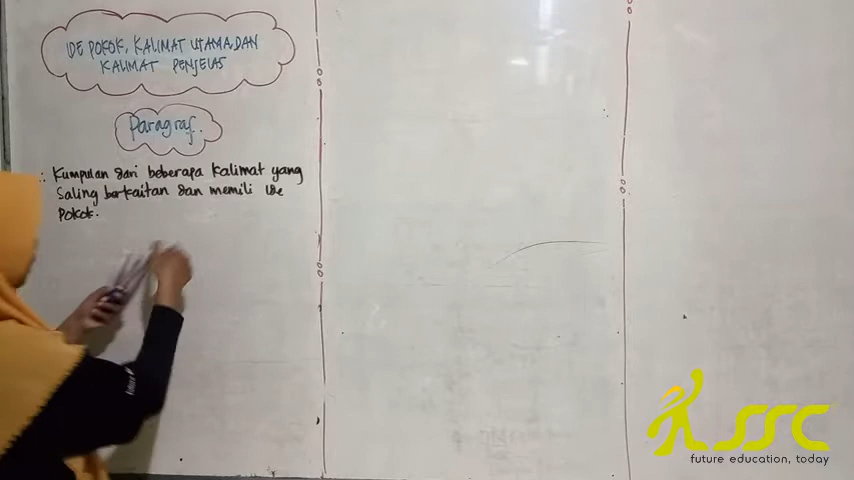 IDE POKOK, KALIMAT UTAMA, DAN
KALIMAT PENJELAS
Paragraf.
: Kumpulan dari beberapa kalimat yang
saling berkaitan dan memili ide
pokok.
SSC
future education, today